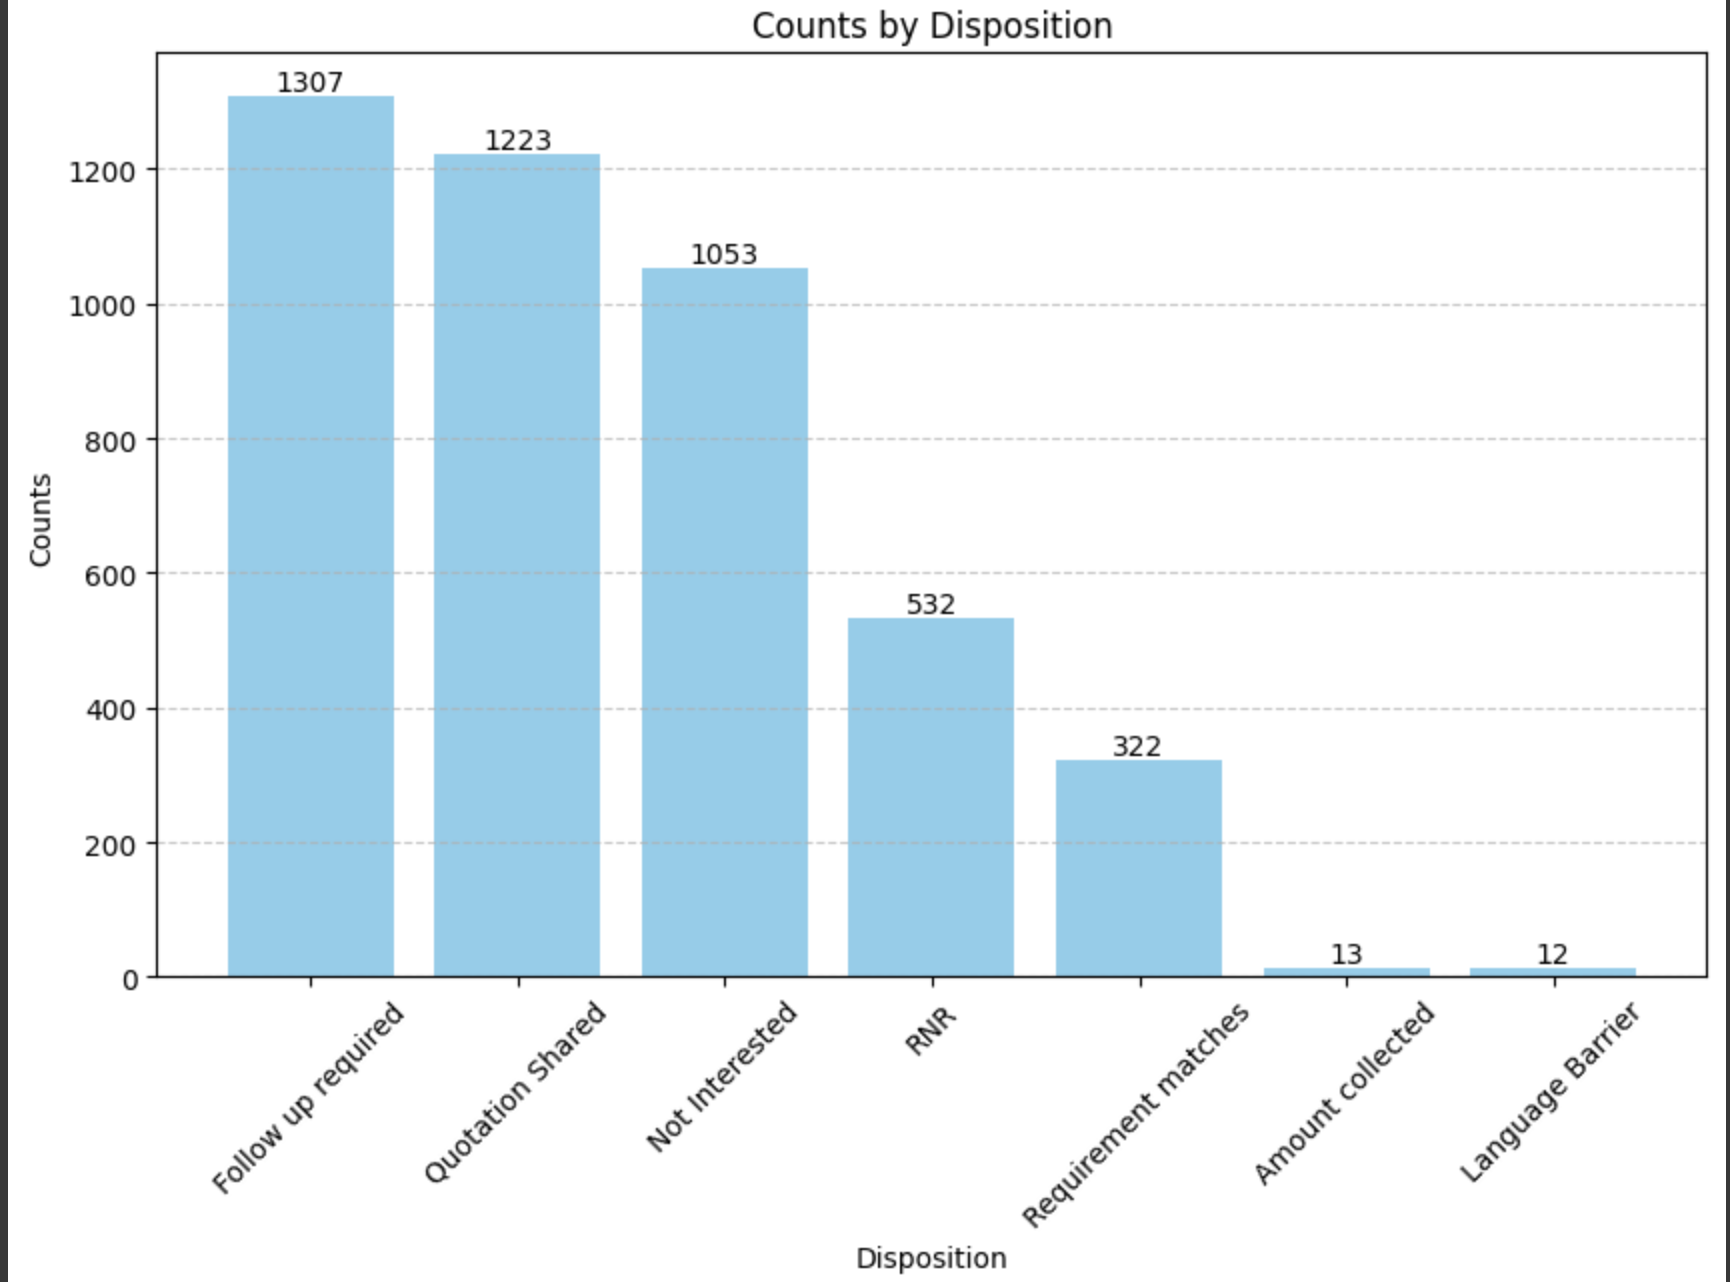 Counts by Disposition
1307
1223
1053
532
322
13
12
1200
1000
800
600
400
200
0
Counts
Follow up required
Quotation Shared
Not Interested
RNR
Requirement matches
Amount collected
Language Barrier
Disposition